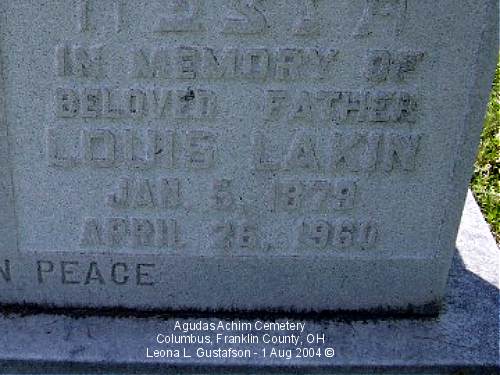 IN MEMORY OF
BELOVED FATHER
LOUIS LAKIN
JAN. 5, 1879
APRIL 26, 1960
N PEACE
Agudas Achim Cemetery
Columbus, Franklin County, OH
Leona L. Gustafson - 1 Aug 2004 ©